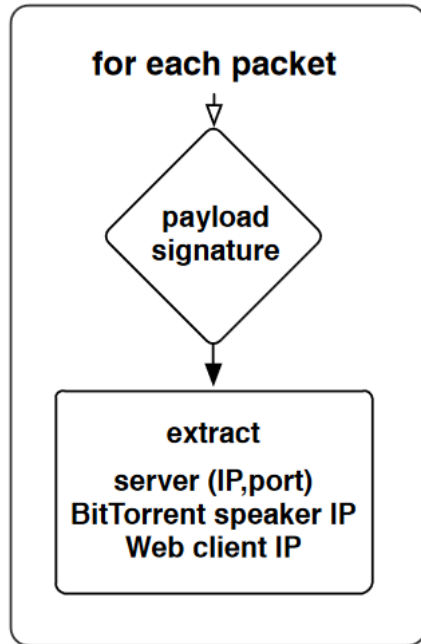 for each packet
payload
signature
extract
server (IP,port)
BitTorrent speaker IP
Web client IP